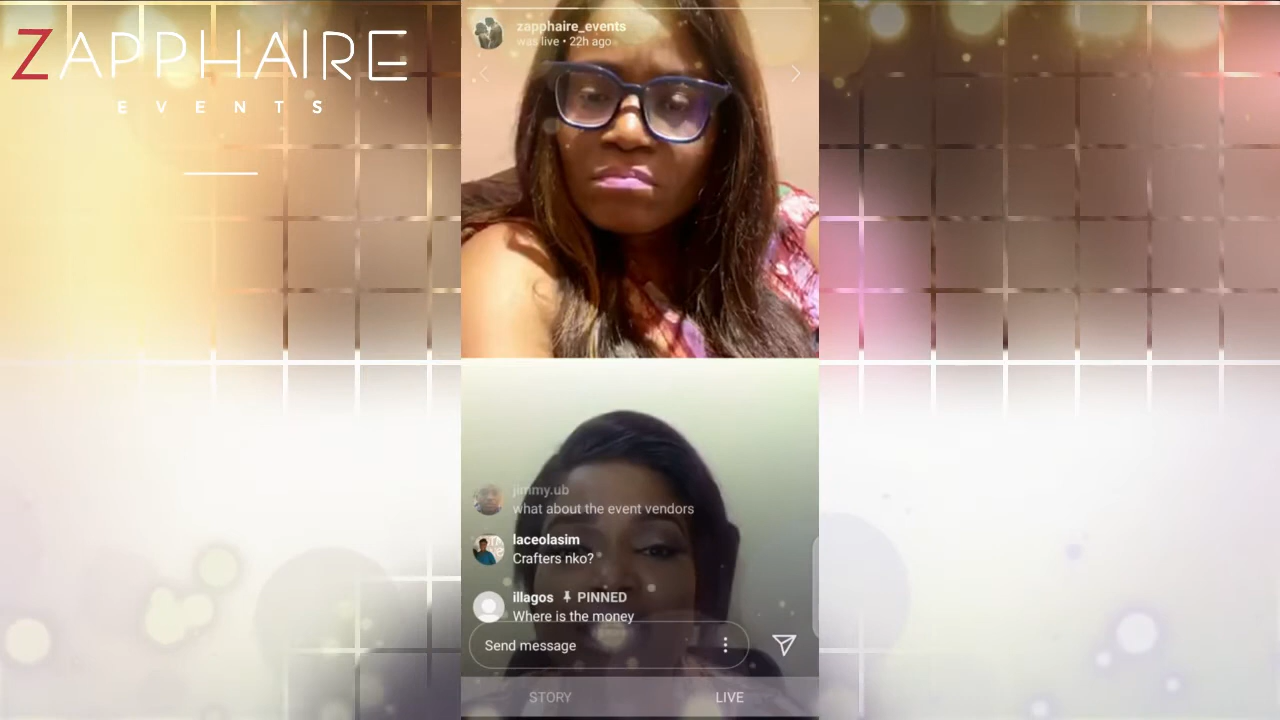 ZAPPHAIRE
EVENTS
zapphaire_events
was live • 22h ago
jimmy.ub
what about the event vendors
laceolasim
Crafters nko?
illagos PINNED
Where is the money
Send message
STORY
LIVE